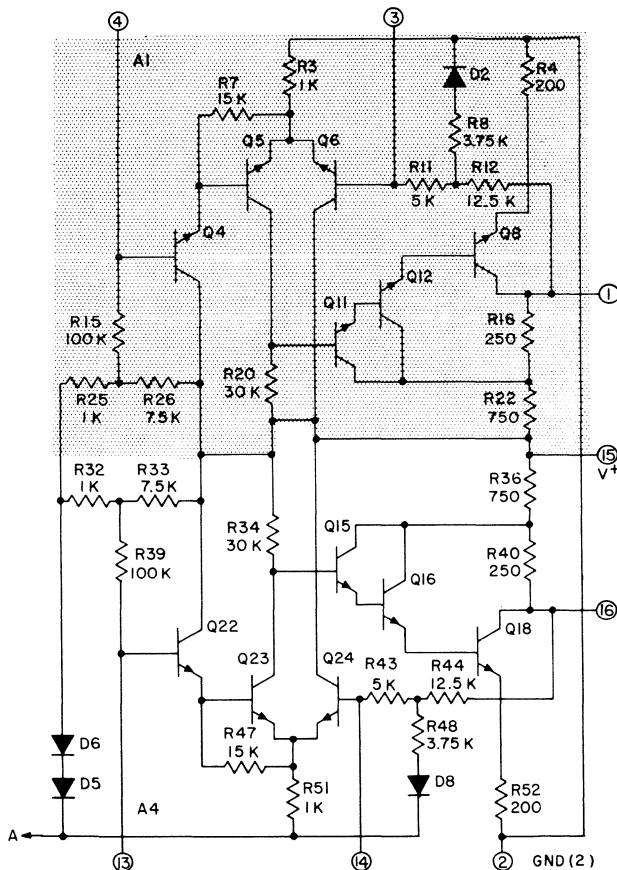 4
3
A1
R3
1K
D2
R4
200
R7
15K
R8
3.75K
Q5
Q6
R11
5K
R12
12.5K
Q4
Q8
Q12
Q11
1
R15
100K
R18
250
R20
30K
R25
1K
R26
7.5K
R22
750
15
V+
R32
1K
R33
7.5K
R36
750
R34
30K
Q15
R39
100K
Q16
R40
250
16
Q22
Q18
Q23
Q24
R43
5K
R44
12.5K
R47
15K
R48
3.75K
D6
D5
D8
R51
1K
R52
200
A4
A
13
14
2
GND(2)